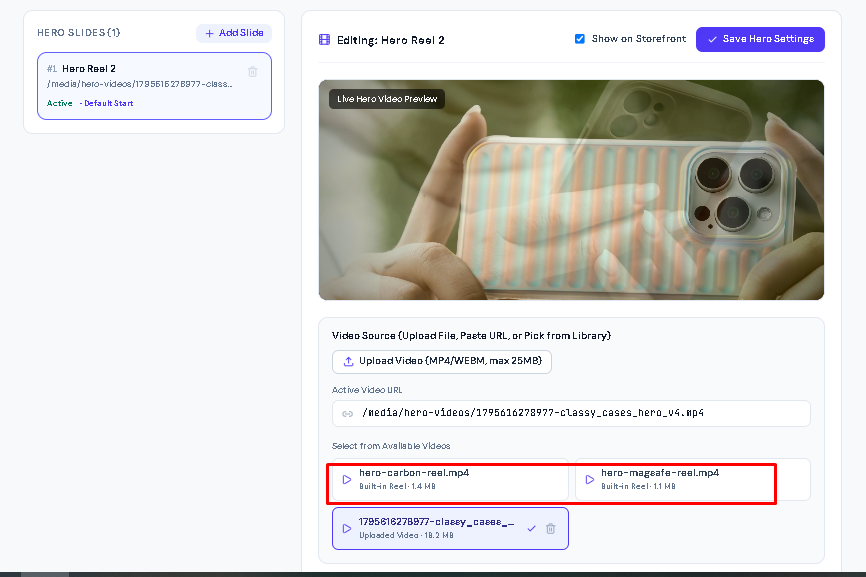 HERO SLIDES (1)
+ Add Slide
#1 Hero Reel 2
/media/hero-videos/1795616278977-class...
Active · Default Start
Editing: Hero Reel 2
Show on Storefront
Save Hero Settings
Live Hero Video Preview
Video Source (Upload File, Paste URL, or Pick from Library)
Upload Video (MP4/WEBM, max 25MB)
Active Video URL
/media/hero-videos/1795616278977-classy_cases_hero_v4.mp4
Select from Available Videos
hero-carbon-reel.mp4
Built-in Reel · 1.4 MB
hero-magsafe-reel.mp4
Built-in Reel · 1.1 MB
1795616278977-classy_cases_...
Uploaded Video · 18.2 MB